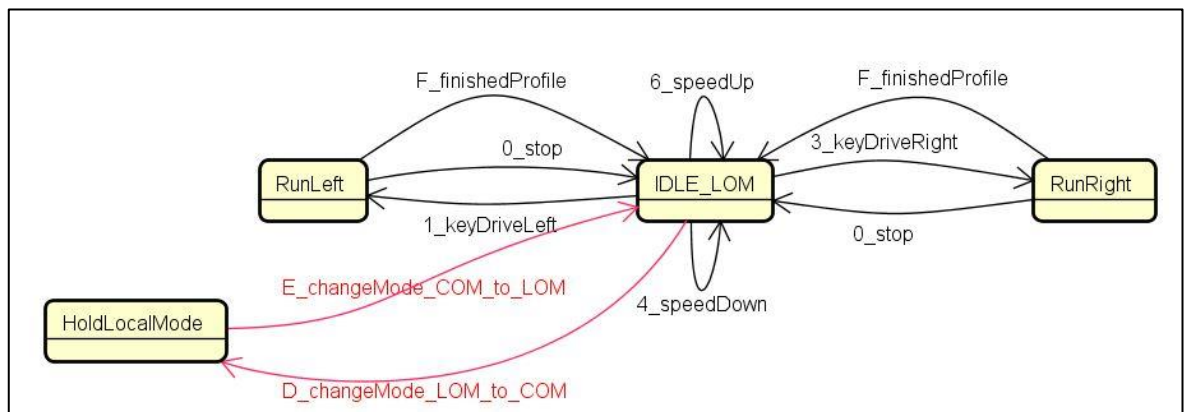 F_finishedProfile
6_speedUp
F_finishedProfile
0_stop
3_keyDriveRight
RunLeft
IDLE_LOM
RunRight
1_keyDriveLeft
0_stop
E_changeMode_COM_to_LOM
4_speedDown
HoldLocalMode
D_changeMode_LOM_to_COM